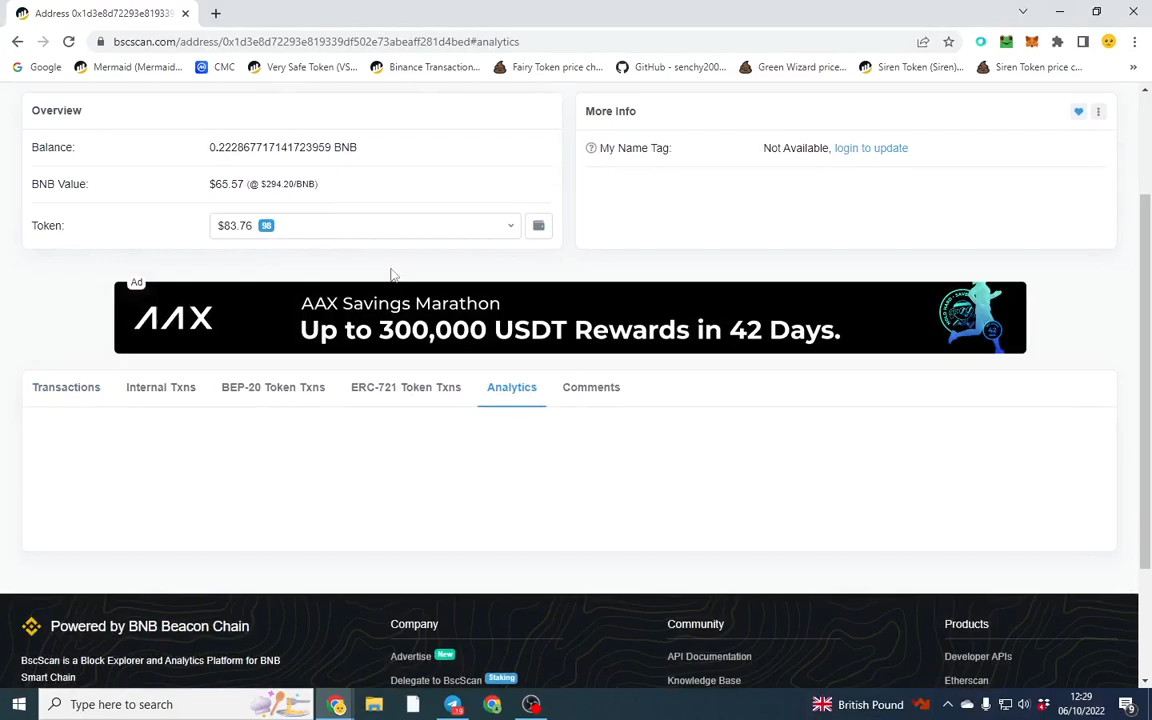 Address 0x1d3e8d72293e819339
bscscan.com/address/0x1d3e8d72293e819339df502e73abeaff281d4bed#analytics
Google
Mermaid (Mermaid...
CMC
Very Safe Token (VS...
Binance Transaction...
Fairy Token price ch...
GitHub - senchy200...
Green Wizard price...
Siren Token (Siren)...
Siren Token price c...
»
Overview
Balance:
0.222867717141723959 BNB
BNB Value:
$65.57 (@ $294.20/BNB)
Token:
$83.76 98
More Info
My Name Tag:
Not Available, login to update
Ad
AAX
AAX Savings Marathon
Up to 300,000 USDT Rewards in 42 Days.
Transactions
Internal Txns
BEP-20 Token Txns
ERC-721 Token Txns
Analytics
Comments
Powered by BNB Beacon Chain
BscScan is a Block Explorer and Analytics Platform for BNB
Smart Chain
Company
Advertise New
Delegate to BscScan Staking
Community
API Documentation
Knowledge Base
Products
Developer APIs
Etherscan
Type here to search
British Pound
12:29
06/10/2022